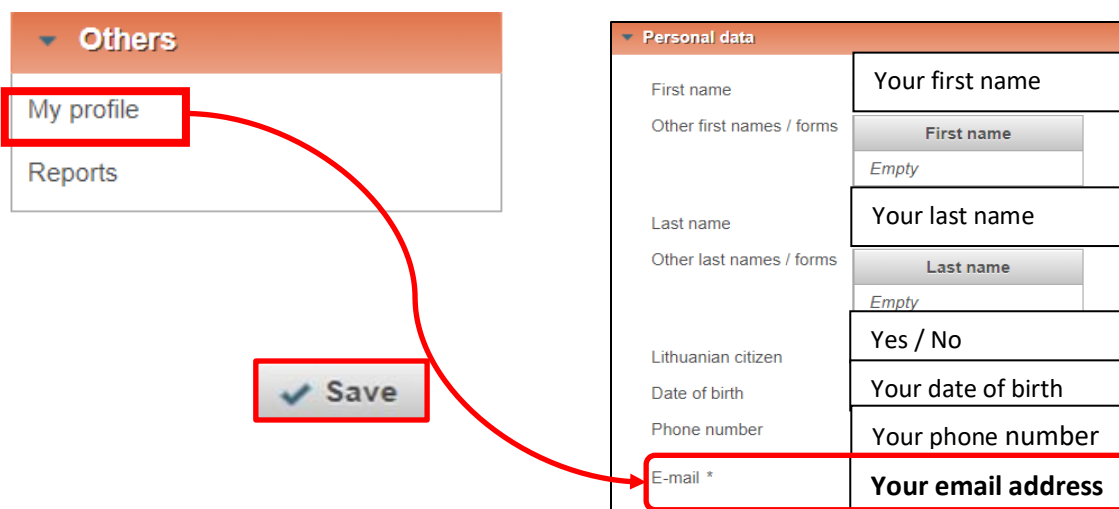 Others
My profile
Reports
Save
Personal data
First name Your first name
Other first names / forms First name
Empty
Last name Your last name
Other last names / forms Last name
Empty
Lithuanian citizen Yes / No
Date of birth Your date of birth
Phone number Your phone number
E-mail * Your email address